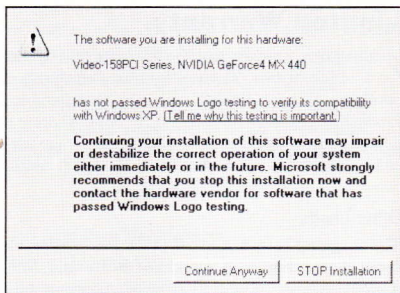 The software you are installing for this hardware:
Video-158PCI Series, NVIDIA GeForce4 MX 440
has not passed Windows Logo testing to verify its compatibility
with Windows XP. (Tell me why this testing is important.)
Continuing your installation of this software may impair
or destabilize the correct operation of your system
either immediately or in the future. Microsoft strongly
recommends that you stop this installation now and
contact the hardware vendor for software that has
passed Windows Logo testing.
Continue Anyway
STOP Installation